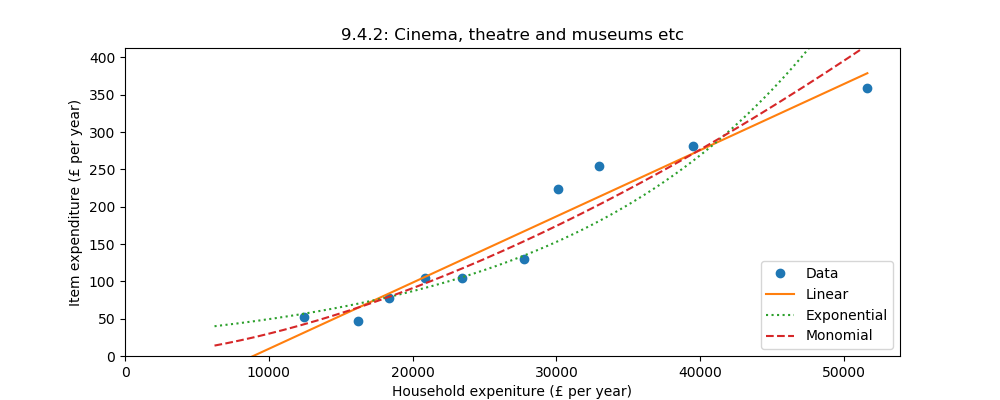 9.4.2: Cinema, theatre and museums etc
Item expenditure (£ per year)
400
350
300
250
200
150
100
50
0
0 10000 20000 30000 40000 50000
Household expeniture (£ per year)
Data
Linear
Exponential
Monomial